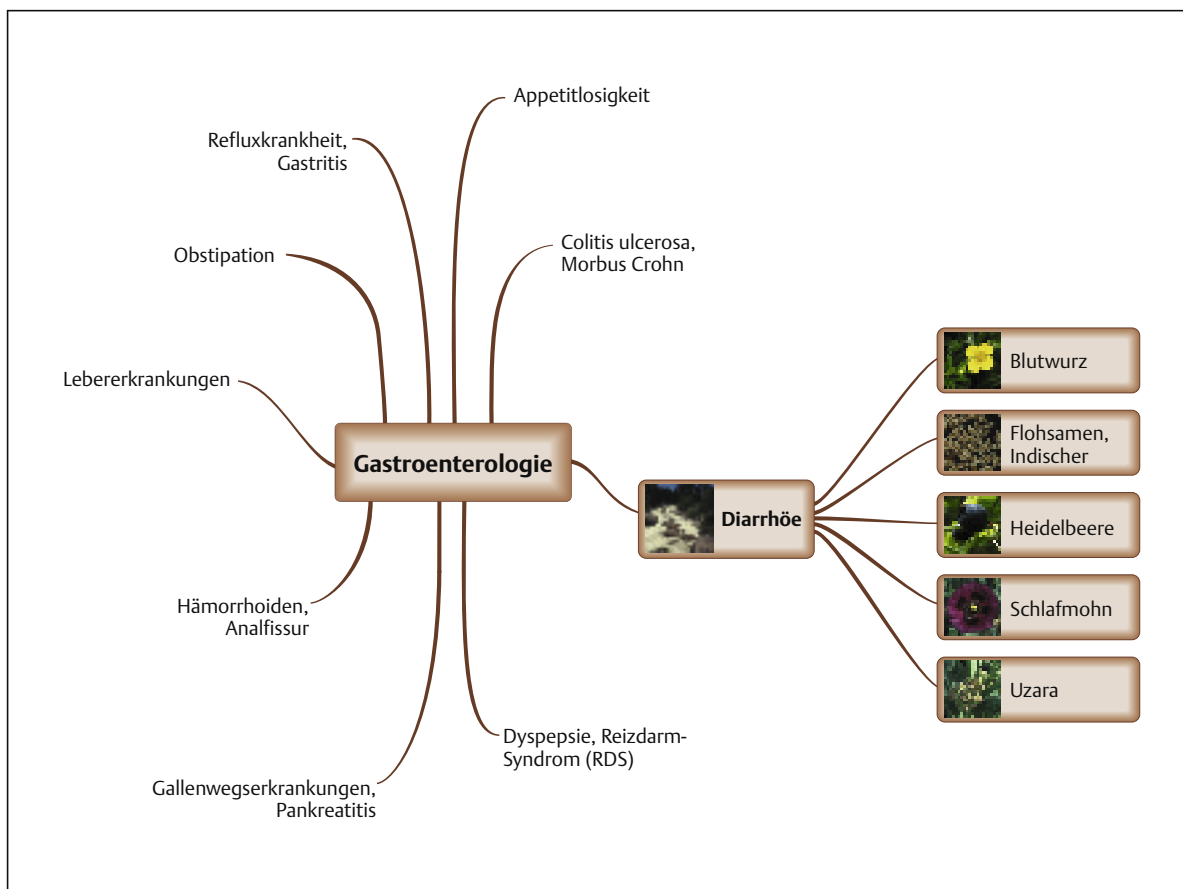 Appetitlosigkeit
Refluxkrankheit,
Gastritis
Colitis ulcerosa,
Morbus Crohn
Obstipation
Lebererkrankungen
Gastroenterologie
Diarrhöe
Blutwurz
Flohsamen,
Indischer
Heidelbeere
Schlafmohn
Uzara
Hämorrhoiden,
Analfissur
Dyspepsie, Reizdarm-
Syndrom (RDS)
Gallenwegserkrankungen,
Pankreatitis